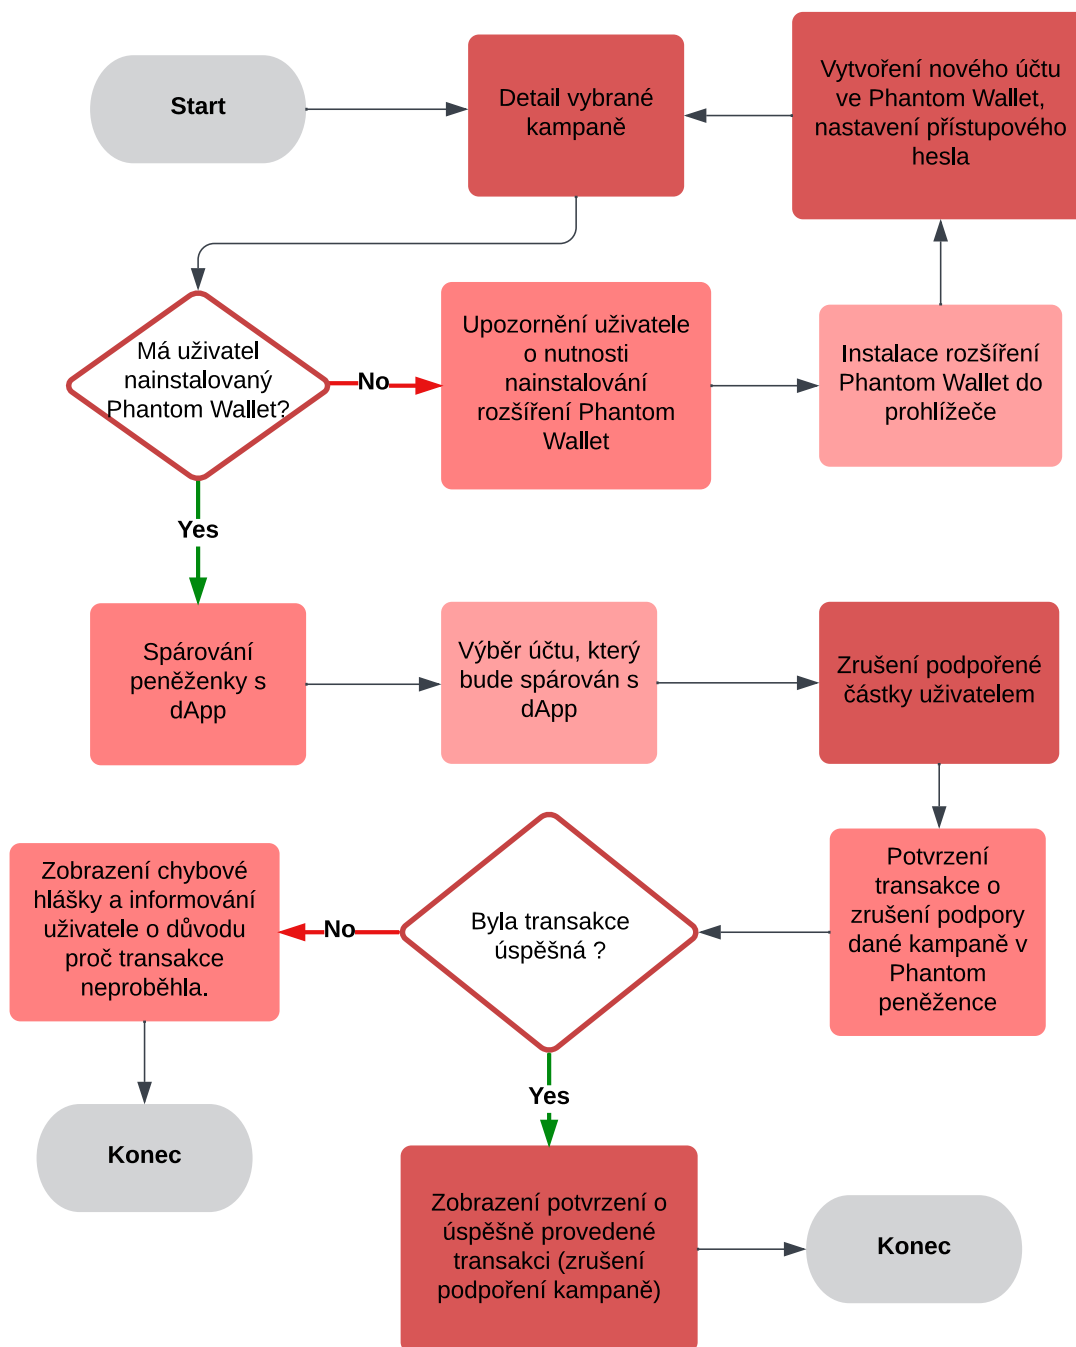 Start
Detail vybrané
kampaně
Vytvoření nového účtu
ve Phantom Wallet,
nastavení přístupového
hesla
Má uživatel
nainstalovaný
Phantom Wallet?
No
Upozornění uživatele
o nutnosti
nainstalování
rozšíření Phantom
Wallet
Instalace rozšíření
Phantom Wallet do
prohlížeče
Yes
Spárování
peněženky s
dApp
Výběr účtu, který
bude spárován s
dApp
Zrušení podpořené
částky uživatelem
Potvrzení
transakce o
zrušení podpory
dané kampaně v
Phantom
peněžence
Byla transakce
úspěšná ?
No
Zobrazení chybové
hlášky a informování
uživatele o důvodu
proč transakce
neproběhla.
Konec
Yes
Zobrazení potvrzení o
úspěšně provedené
transakci (zrušení
podpoření kampaně)
Konec